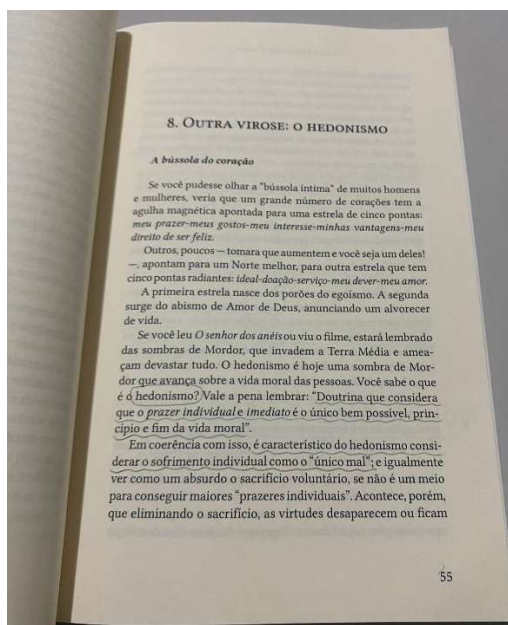 8. OUTRA VIROSE: O HEDONISMO
A bússola do coração
Se você pudesse olhar a "bússola íntima" de muitos homens
e mulheres, veria que um grande número de corações tem a
agulha magnética apontada para uma estrela de cinco pontas:
meu prazer-meus gostos-meu interesse-minhas vantagens-meu
direito de ser feliz.
Outros, poucos — tomara que aumentem e você seja um deles!
—, apontam para um Norte melhor, para outra estrela que tem
cinco pontas radiantes: ideal-doação-serviço-meu dever-meu amor.
A primeira estrela nasce dos porões do egoísmo. A segunda
surge do abismo de Amor de Deus, anunciando um alvorecer
de vida.
Se você leu O senhor dos anéis ou viu o filme, estará lembrado
das sombras de Mordor, que invadem a Terra Média e amea-
çam devastar tudo. O hedonismo é hoje uma sombra de Mor-
dor que avança sobre a vida moral das pessoas. Você sabe o que
é o hedonismo? Vale a pena lembrar: "Doutrina que considera
que o prazer individual e imediato é o único bem possível, prin-
cípio e fim da vida moral".
Em coerência com isso, é característico do hedonismo consi-
derar o sofrimento individual como o "único mal"; e igualmente
ver como um absurdo o sacrifício voluntário, se não é um meio
para conseguir maiores "prazeres individuais". Acontece, porém,
que eliminando o sacrifício, as virtudes desaparecem ou ficam
55